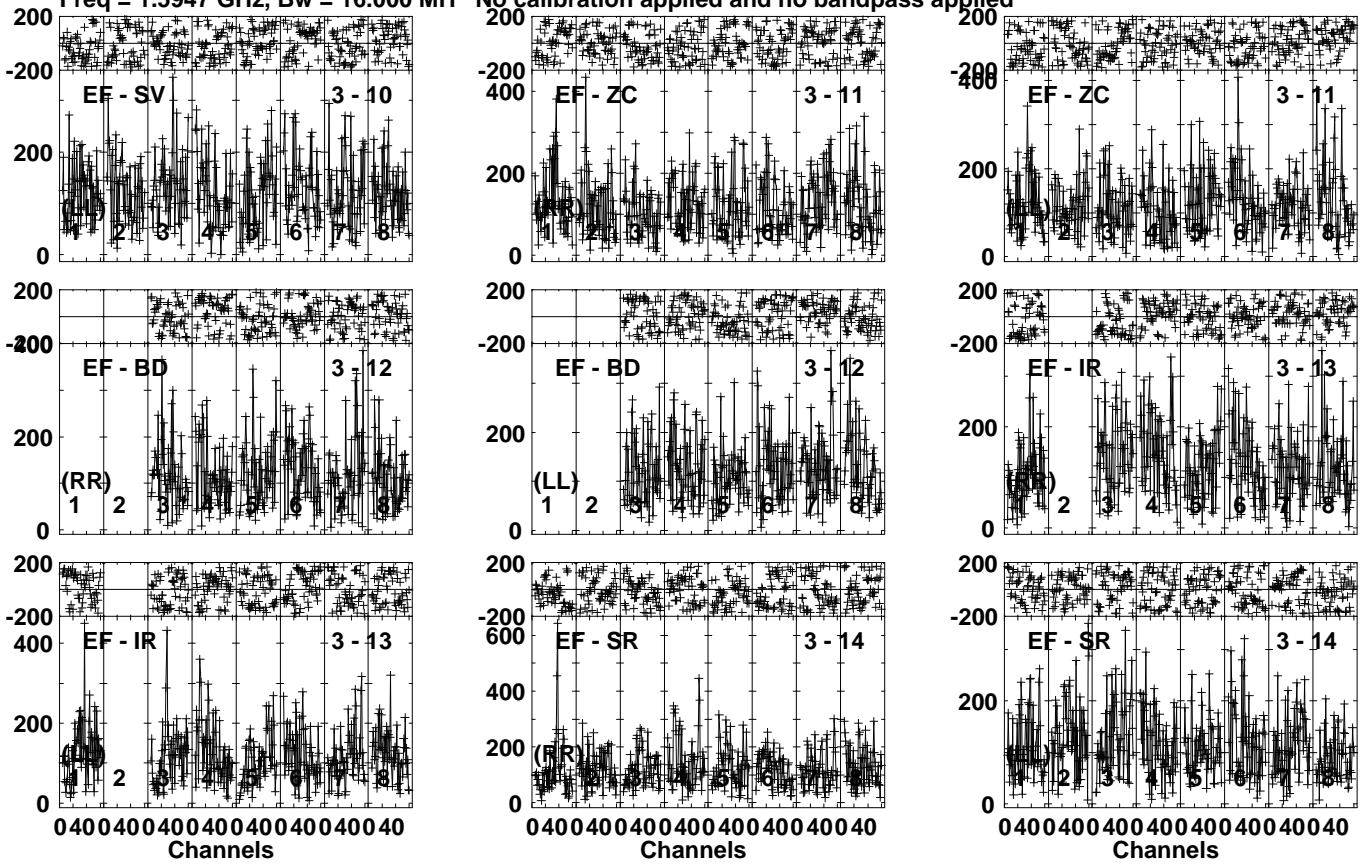 Freq = 1.5947 GHz, Bw = 16.000 MH No calibration applied and no bandpass applied
200 200 200
-200 -200 -200
EF - SV 3 - 10 400 EF - ZC 3 - 11 400 EF - ZC 3 - 11
200 200 200
(LL) (RR) (LL)
1 2 3 4 5 6 7 8 1 2 3 4 5 6 7 8 1 2 3 4 5 6 7 8
0 0 0
200 200 200
-200 -200 -200
400 EF - BD 3 - 12 EF - BD 3 - 12 EF - IR 3 - 13
200 200 200
(RR) (LL) (RR)
1 2 3 4 5 6 7 8 1 2 3 4 5 6 7 8 1 2 3 4 5 6 7 8
0 0 0
200 200 200
-200 -200 -200
400 EF - IR 3 - 13 600 EF - SR 3 - 14 EF - SR 3 - 14
400
200 200 200
(LL) (RR) (LL)
1 2 3 4 5 6 7 8 1 2 3 4 5 6 7 8 1 2 3 4 5 6 7 8
0 0 0
0 40 0 40 0 40 0 40 0 40 0 40 0 40 0 40 0 40 0 40 0 40 0 40 0 40 0 40 0 40 0 40 0 40 0 40 0 40 0 40 0 40 0 40 0 40 0 40
Channels Channels Channels